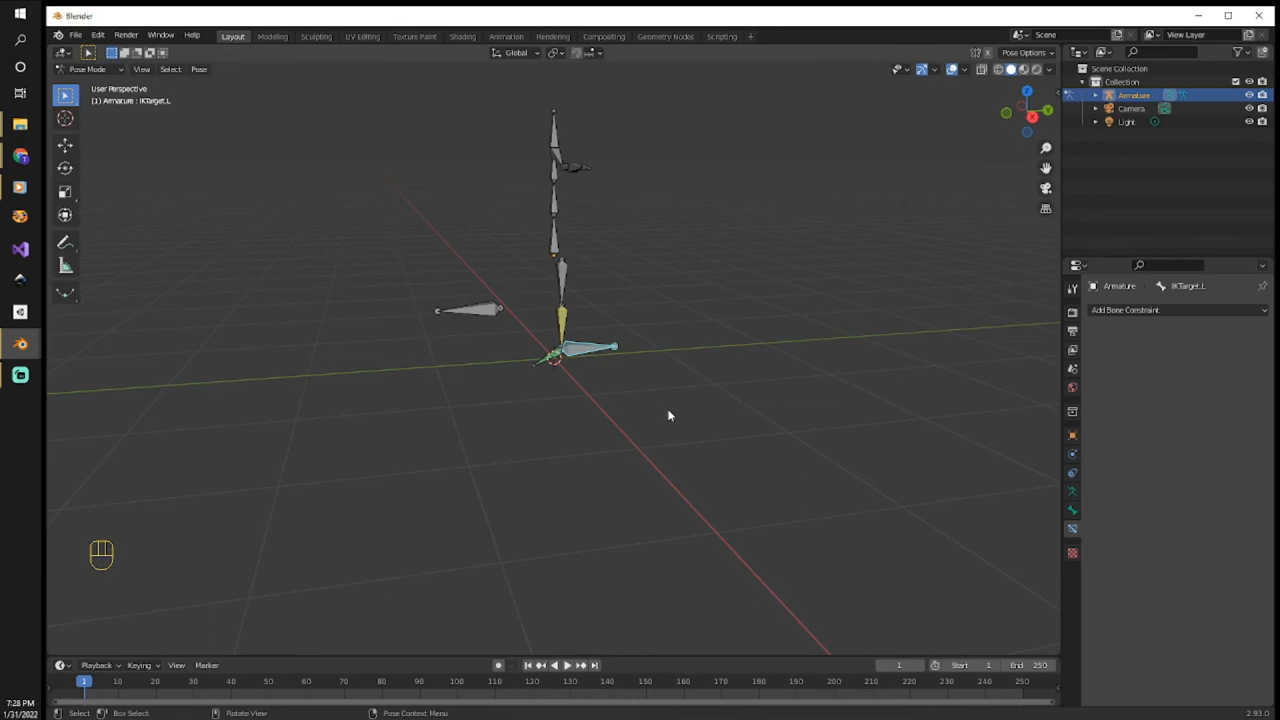 Blender
File Edit Render Window Help Layout Modeling Sculpting UV Editing Texture Paint Shading Animation Rendering Compositing Geometry Nodes Scripting + Scene View Layer
Global Pose Options
Pose Mode View Select Pose
Scene Collection
Collection
Armature
Camera
Light
User Perspective
(1) Armature : IKTarget.L
Z
Y
X
Armature IKTarget.L
Add Bone Constraint
Playback Keying View Marker 1 Start 1 End 250
1 10 20 30 40 50 60 70 80 90 100 110 120 130 140 150 160 170 180 190 200 210 220 230 240 250
Select Box Select Rotate View Pose Context Menu 2.93.0
7:28 PM
1/31/2022